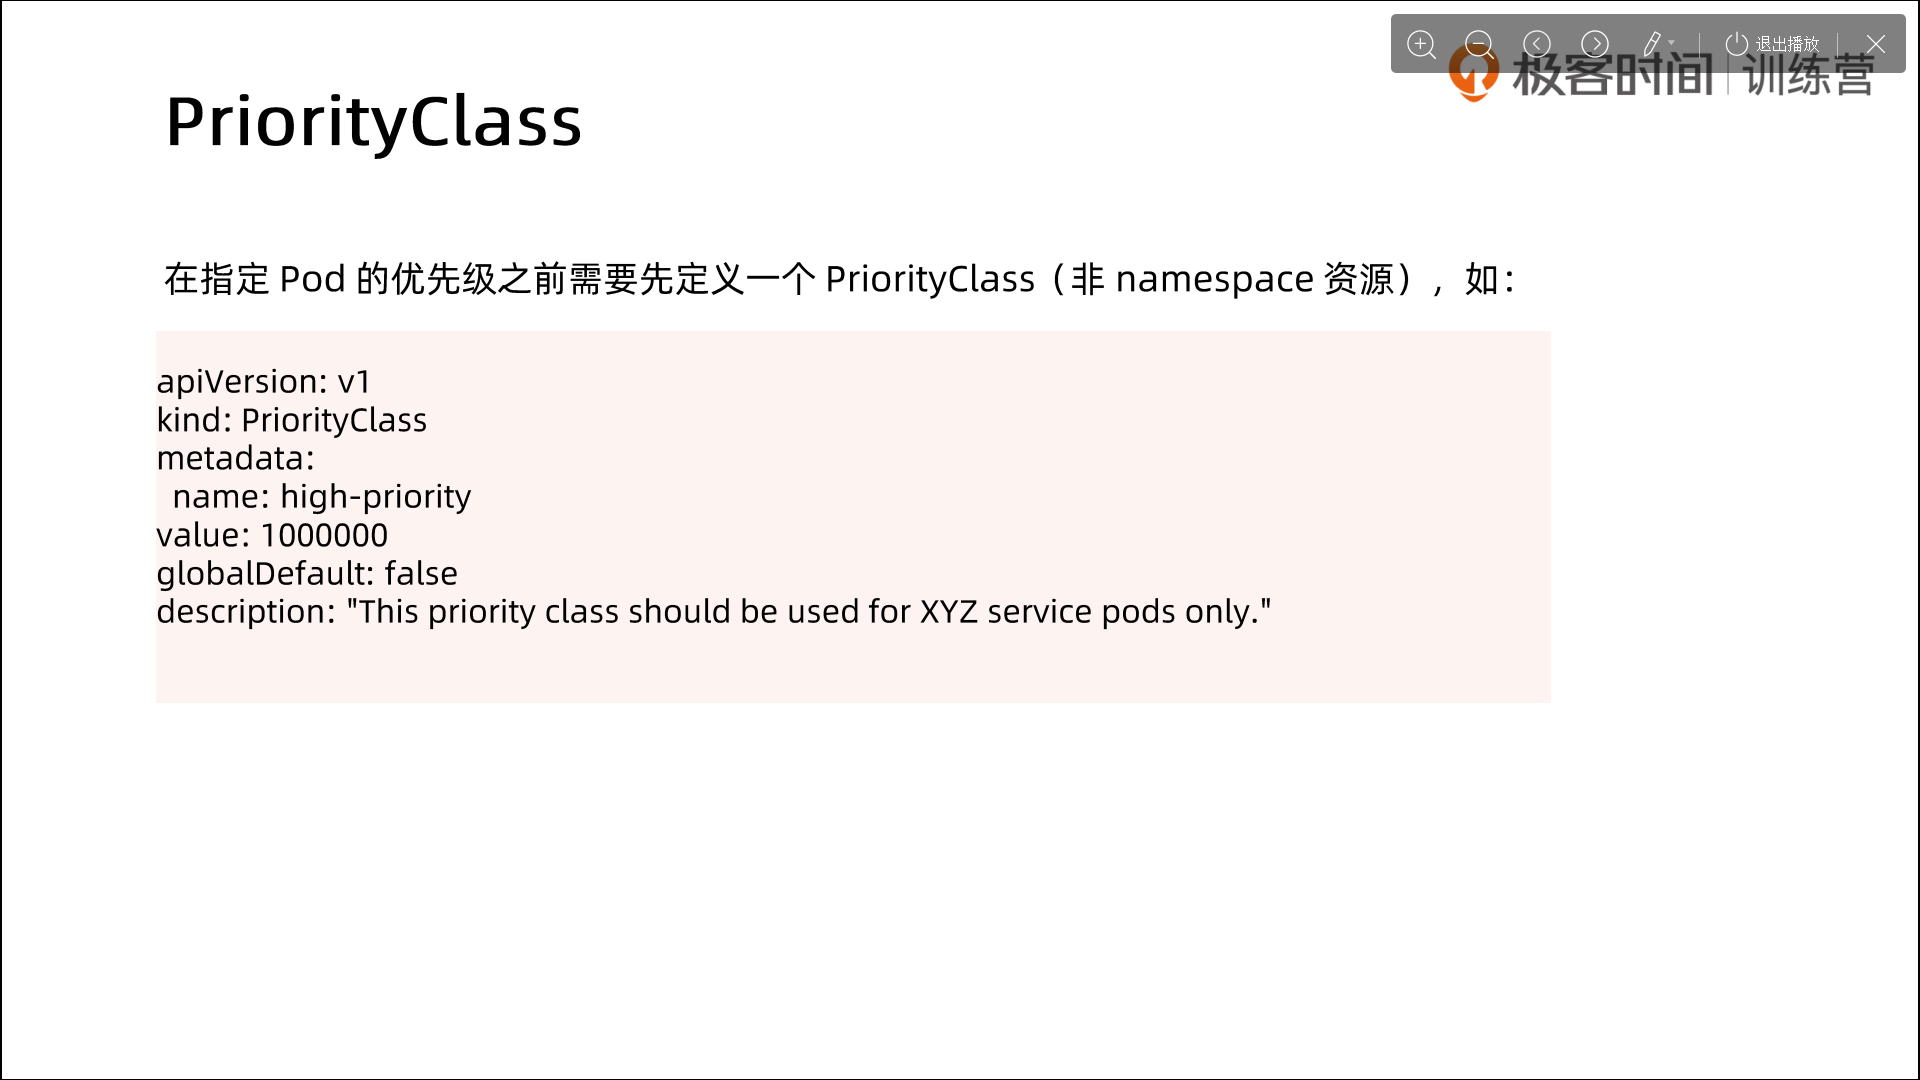 退出播放
极客时间 训练营
PriorityClass
在指定 Pod 的优先级之前需要先定义一个 PriorityClass（非 namespace 资源），如：
apiVersion: v1
kind: PriorityClass
metadata:
  name: high-priority
value: 1000000
globalDefault: false
description: "This priority class should be used for XYZ service pods only."